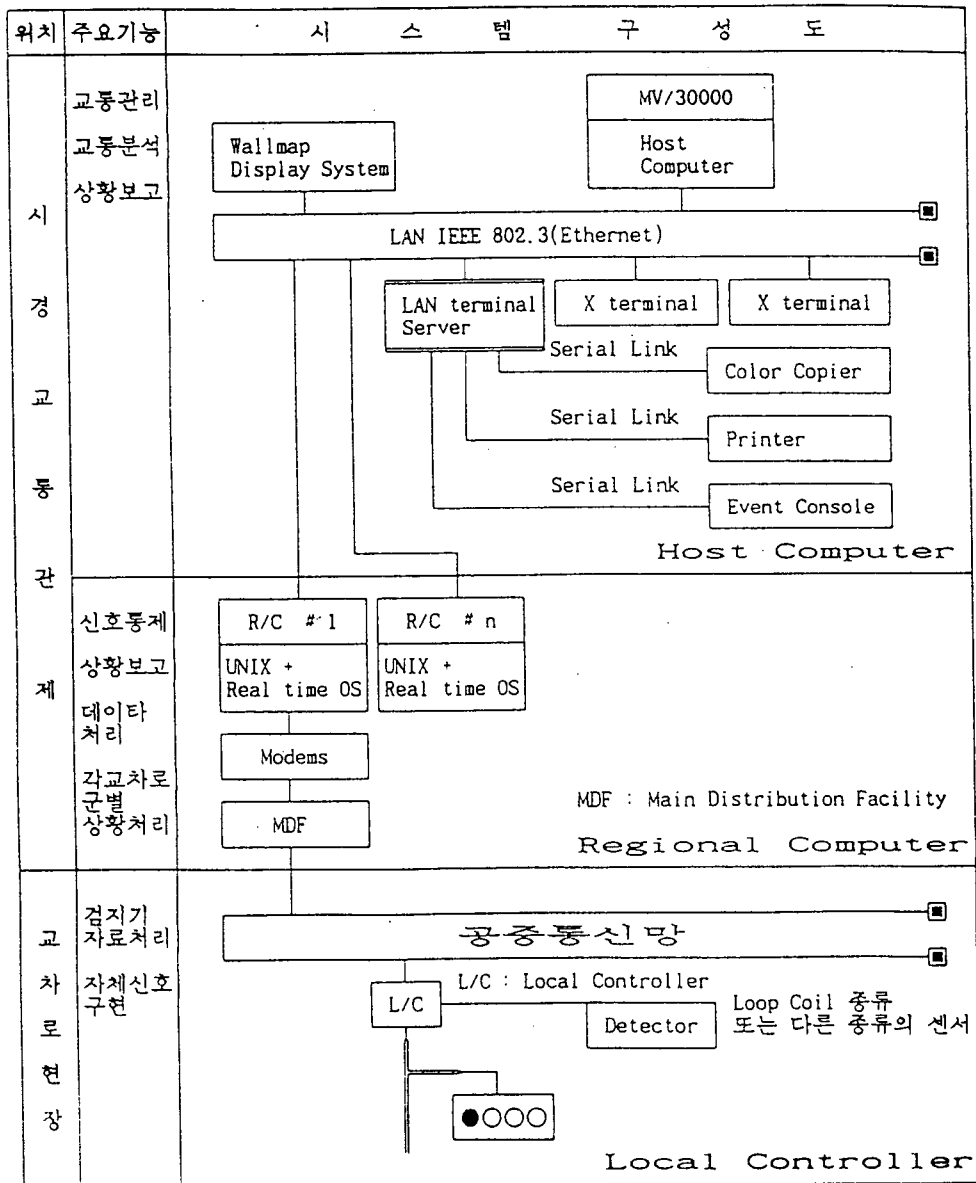 위치 주요기능 시 스 템 구 성 도
시경교통관제
교통관리
교통분석
상황보고
MV/30000
Host
Computer
Wallmap
Display System
LAN IEEE 802.3(Ethernet)
LAN terminal
Server
X terminal
X terminal
Serial Link
Color Copier
Serial Link
Printer
Serial Link
Event Console
Host Computer
신호통제
상황보고
데이타
처리
각교차로
군별
상황처리
R/C # 1
UNIX +
Real time OS
R/C # n
UNIX +
Real time OS
Modems
MDF
MDF : Main Distribution Facility
Regional Computer
교차로현장
검지기
자료처리
자체신호
구현
공중통신망
L/C
L/C : Local Controller
Detector
Loop Coil 종류
또는 다른 종류의 센서
Local Controller